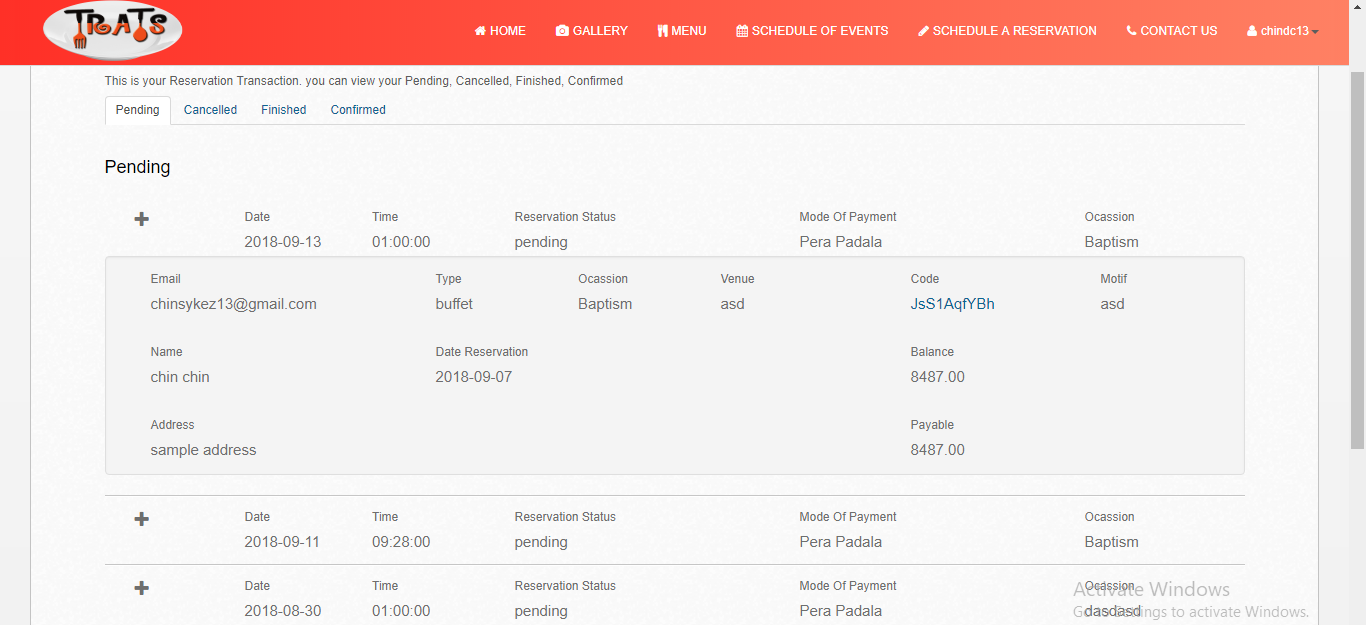 TRATS
HOME GALLERY MENU SCHEDULE OF EVENTS SCHEDULE A RESERVATION CONTACT US chindc13
This is your Reservation Transaction. you can view your Pending, Cancelled, Finished, Confirmed
Pending Cancelled Finished Confirmed
Pending
Date Time Reservation Status Mode Of Payment Ocassion
2018-09-13 01:00:00 pending Pera Padala Baptism
Email Type Ocassion Venue Code Motif
chinsykez13@gmail.com buffet Baptism asd JsS1AqfYBh asd
Name Date Reservation Balance
chin chin 2018-09-07 8487.00
Address Payable
sample address 8487.00
Date Time Reservation Status Mode Of Payment Ocassion
2018-09-11 09:28:00 pending Pera Padala Baptism
Date Time Reservation Status Mode Of Payment Ocassion
2018-08-30 01:00:00 pending Pera Padala dasdasd
Activate Windows
Go to Settings to activate Windows.